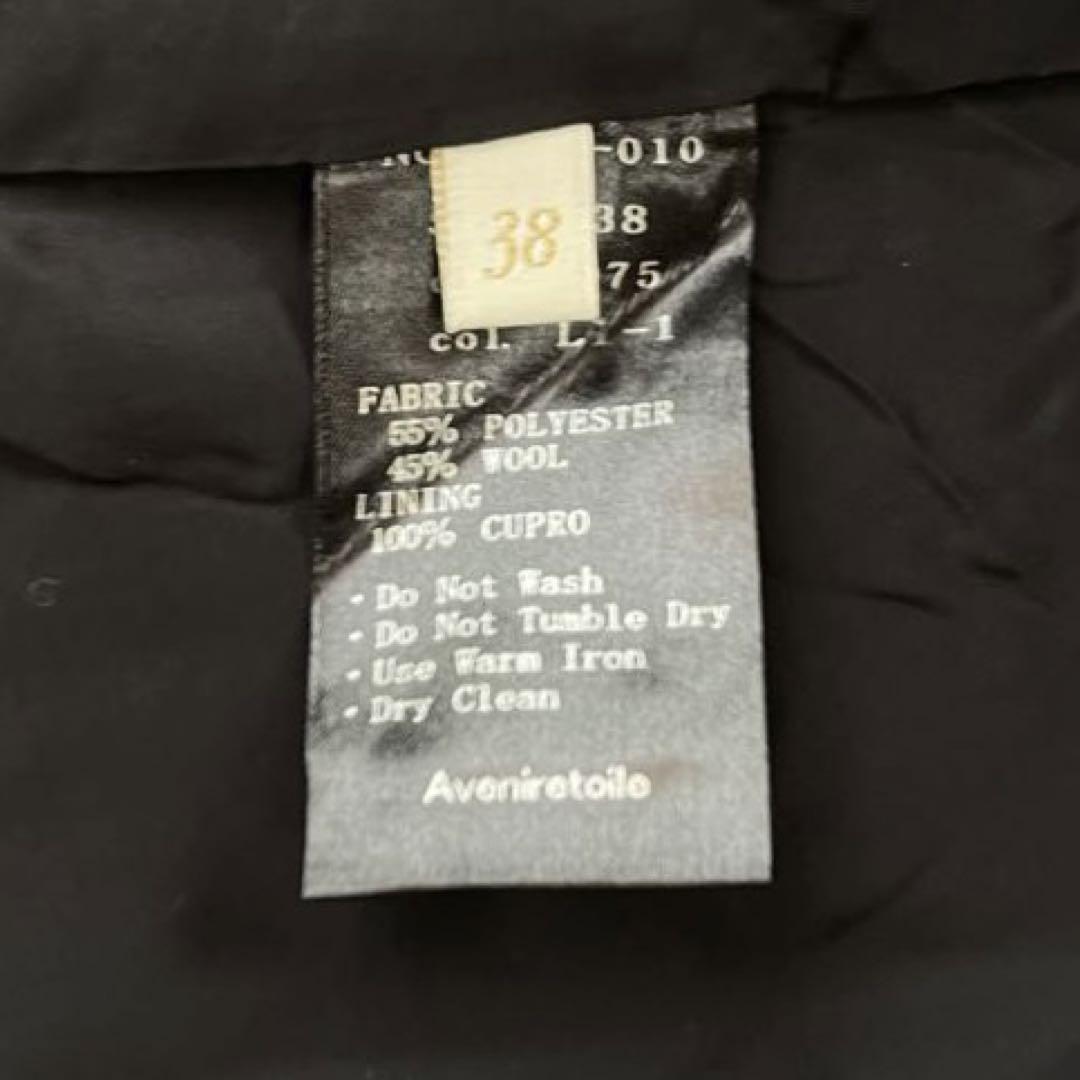 -010
38
38
75
col. -1
FABRIC
55% POLYESTER
45% WOOL
LINING
100% CUPRO
・Do Not Wash
・Do Not Tumble Dry
・Use Warm Iron
・Dry Clean
Aveniretoile